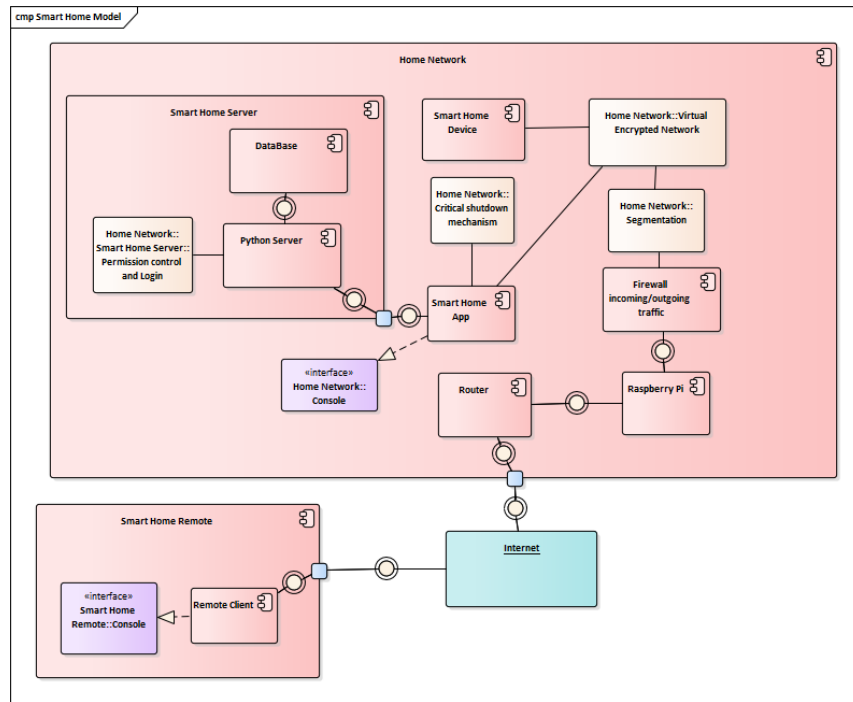 cmp Smart Home Model
Home Network
Smart Home Server
DataBase
Home Network::
Smart Home Server::
Permission control
and Login
Python Server
Smart Home
Device
Home Network::Virtual
Encrypted Network
Home Network::
Critical shutdown
mechanism
Home Network::
Segmentation
Smart Home
App
Firewall
incoming/outgoing
traffic
«interface»
Home Network::
Console
Router
Raspberry Pi
Smart Home Remote
«interface»
Smart Home
Remote::Console
Remote Client
Internet